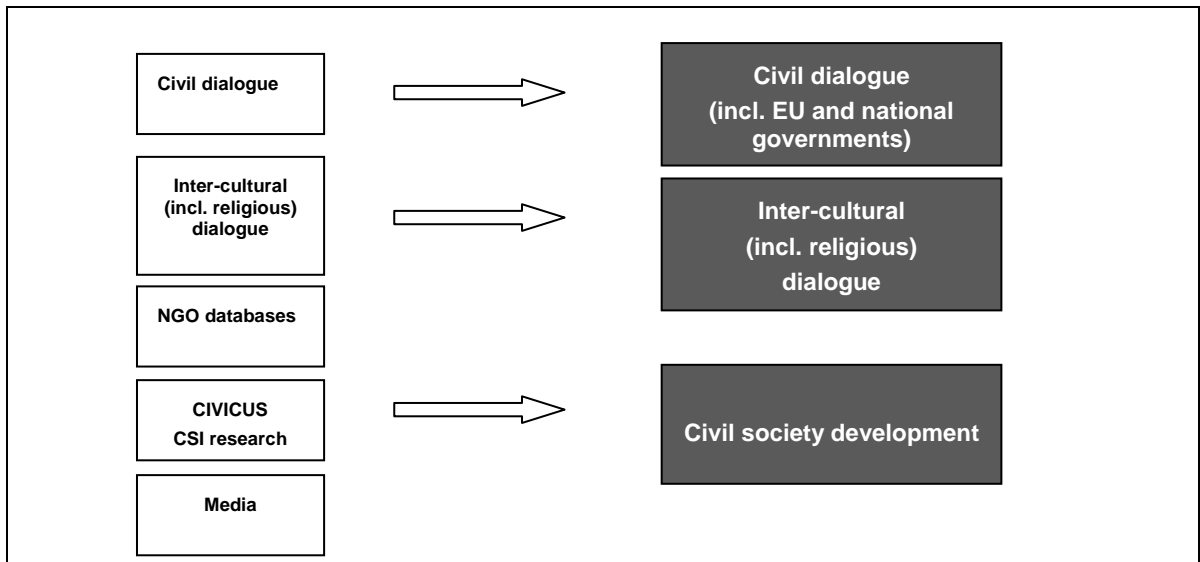 Civil dialogue
Inter-cultural
(incl. religious)
dialogue
NGO databases
CIVICUS
CSI research
Media
Civil dialogue
(incl. EU and national
governments)
Inter-cultural
(incl. religious)
dialogue
Civil society development